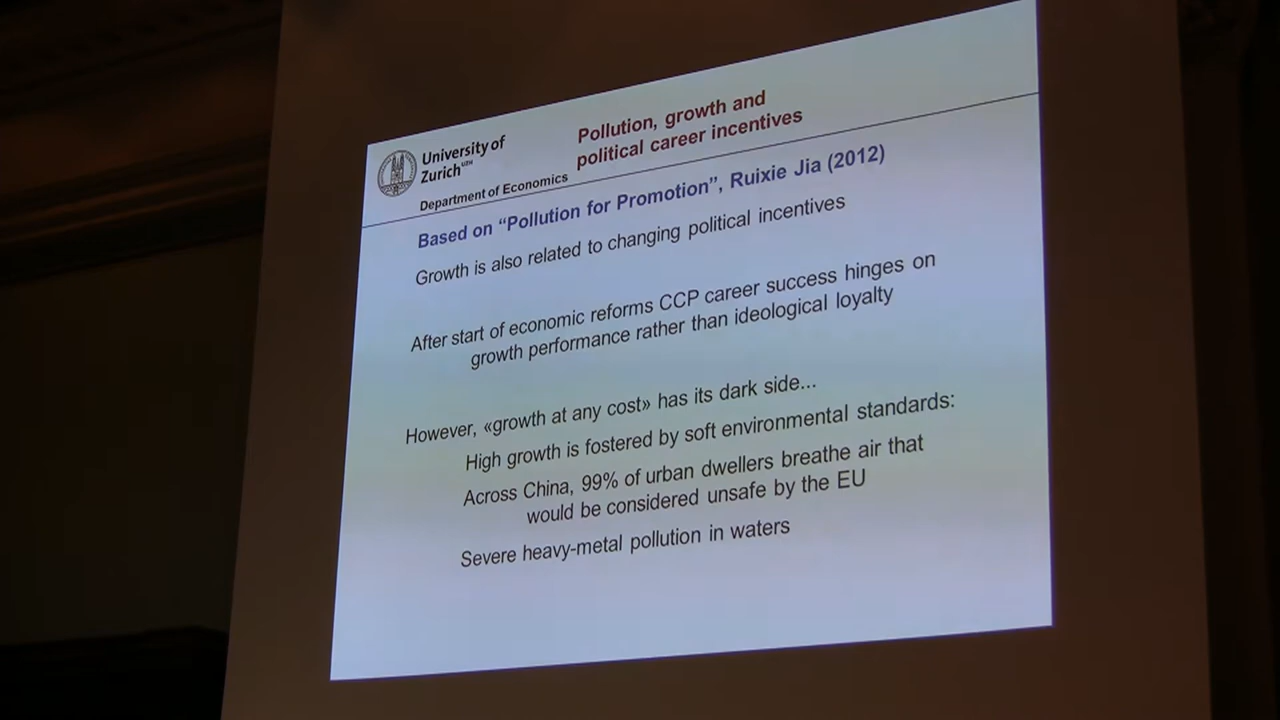 University of
Zurich UZH
Department of Economics
Pollution, growth and
political career incentives
Based on “Pollution for Promotion”, Ruixie Jia (2012)
Growth is also related to changing political incentives
After start of economic reforms CCP career success hinges on
growth performance rather than ideological loyalty
However, «growth at any cost» has its dark side...
High growth is fostered by soft environmental standards:
Across China, 99% of urban dwellers breathe air that
would be considered unsafe by the EU
Severe heavy-metal pollution in waters